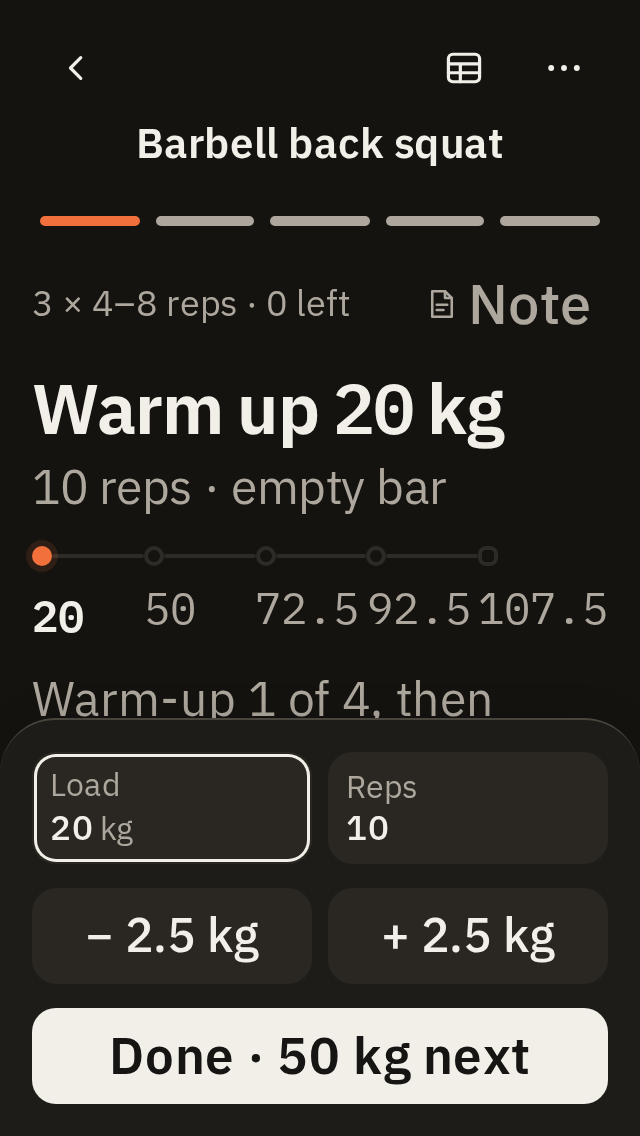 Barbell back squat
3 × 4–8 reps · 0 left
Note
Warm up 20 kg
10 reps · empty bar
20 50 72.5 92.5 107.5
Warm-up 1 of 4, then
Load
20 kg
Reps
10
– 2.5 kg
+ 2.5 kg
Done · 50 kg next